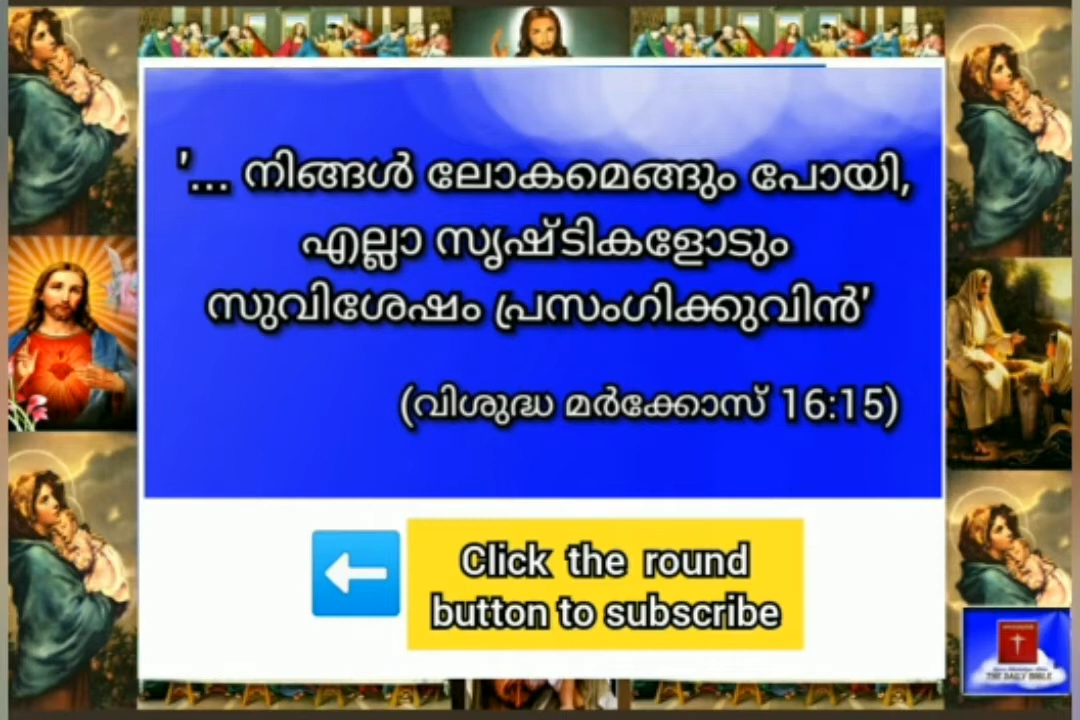 '... നിങ്ങൾ ലോകമെങ്ങും പോയി,
എല്ലാ സൃഷ്ടികളോടും
സുവിശേഷം പ്രസംഗിക്കുവിൻ'
(വിശുദ്ധ മർക്കോസ് 16:15)
Click the round
button to subscribe
THE DAILY BIBLE